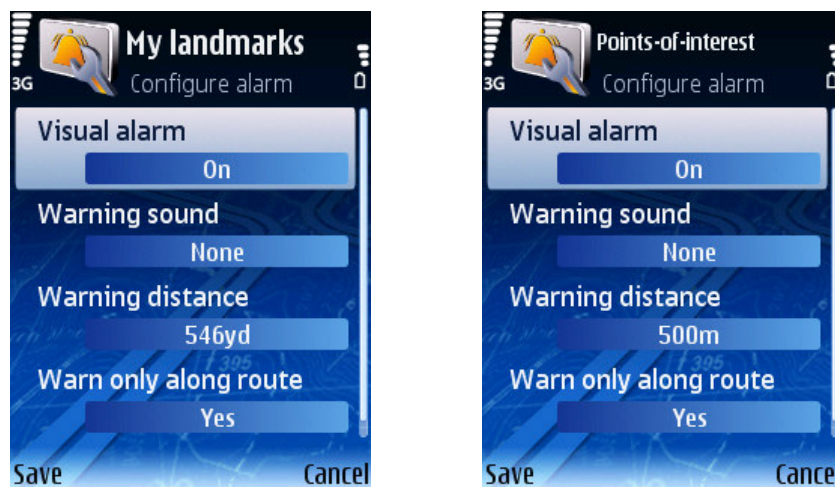 My landmarks
3G
Configure alarm
Visual alarm
On
Warning sound
None
Warning distance
546yd
Warn only along route
Yes
Save Cancel
Points-of-interest
3G
Configure alarm
Visual alarm
On
Warning sound
None
Warning distance
500m
Warn only along route
Yes
Save Cance